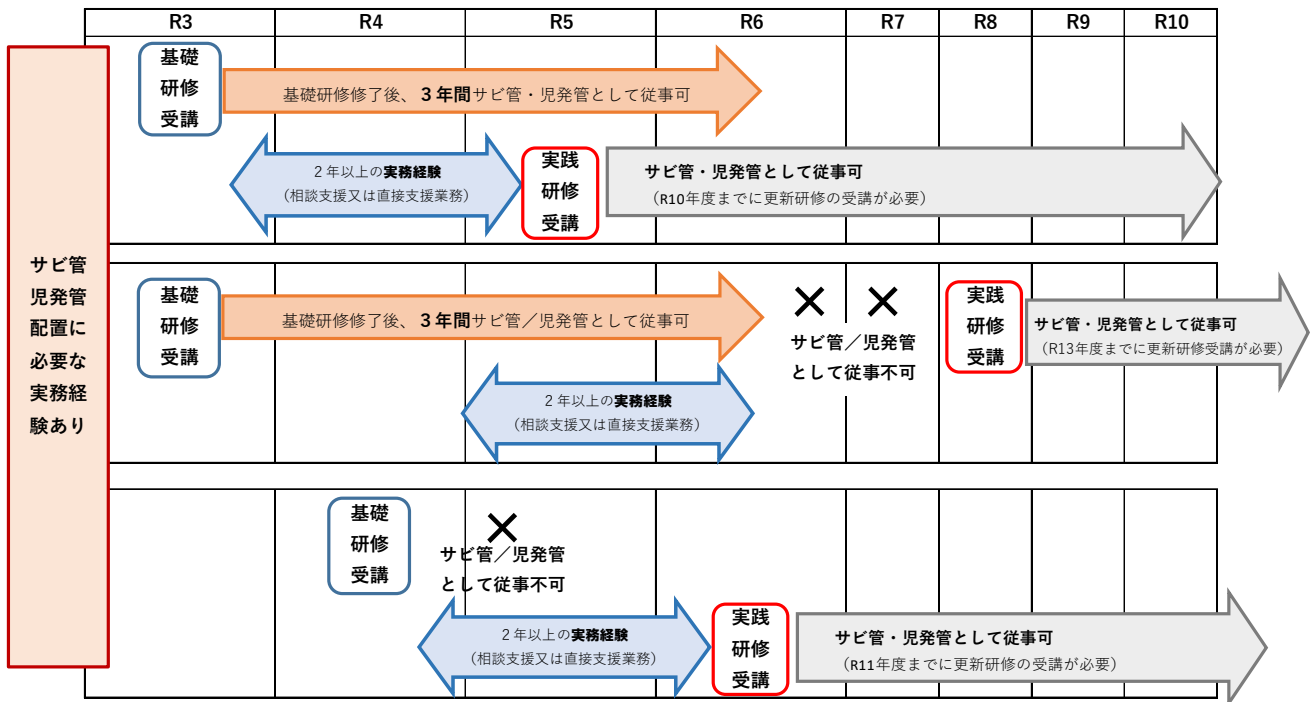 R3 R4 R5 R6 R7 R8 R9 R10
サビ管
児発管
配置に
必要な
実務経
験あり
基礎
研修
受講
基礎研修修了後、３年間サビ管・児発管として従事可
２年以上の実務経験
（相談支援又は直接支援業務）
実践
研修
受講
サビ管・児発管として従事可
（R10年度までに更新研修の受講が必要）
基礎
研修
受講
基礎研修修了後、３年間サビ管／児発管として従事可
２年以上の実務経験
（相談支援又は直接支援業務）
サビ管／児発管
として従事不可
実践
研修
受講
サビ管・児発管として従事可
（R13年度までに更新研修受講が必要）
基礎
研修
受講
サビ管／児発管
として従事不可
２年以上の実務経験
（相談支援又は直接支援業務）
実践
研修
受講
サビ管・児発管として従事可
（R11年度までに更新研修の受講が必要）